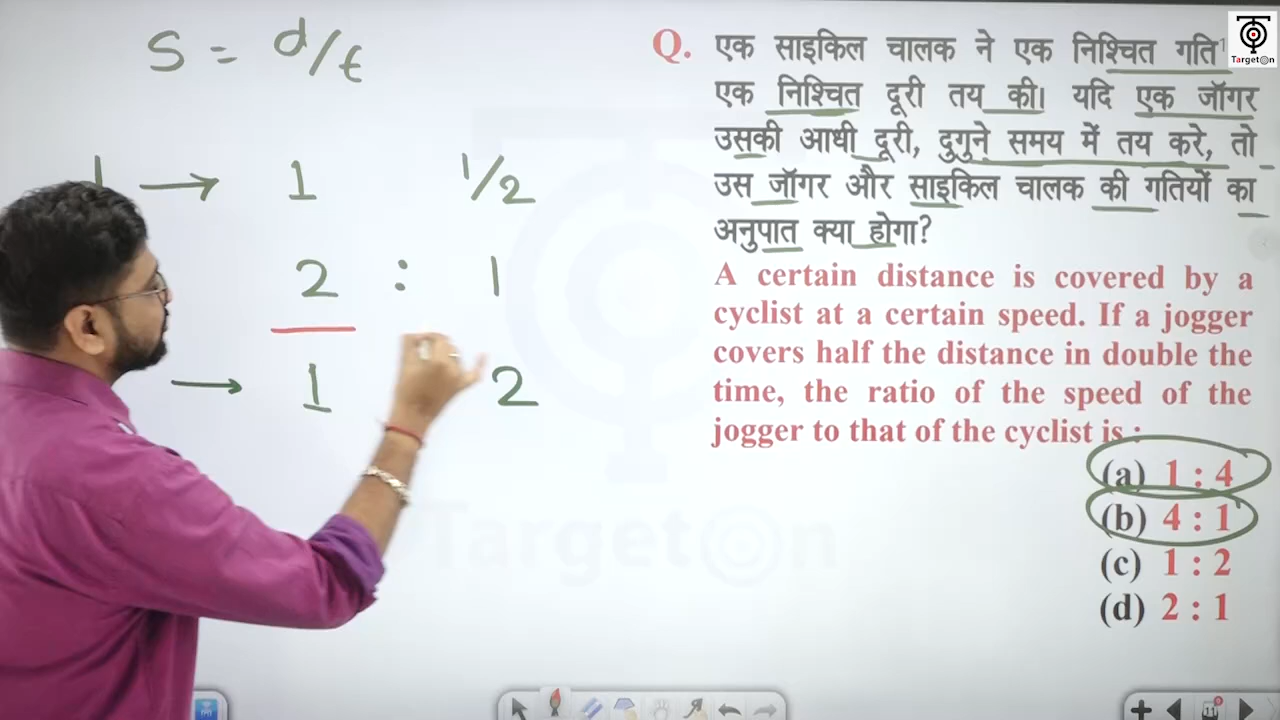 S = d/t
1 → 1 1/2
2 : 1
→ 1 2
Q. एक साइकिल चालक ने एक निश्चित गति
एक निश्चित दूरी तय की। यदि एक जॉगर
उसकी आधी दूरी, दुगुने समय में तय करे, तो
उस जॉगर और साइकिल चालक की गतियों का
अनुपात क्या होगा?
A certain distance is covered by a
cyclist at a certain speed. If a jogger
covers half the distance in double the
time, the ratio of the speed of the
jogger to that of the cyclist is :
(a) 1 : 4
(b) 4 : 1
(c) 1 : 2
(d) 2 : 1
TargetOn
TargetOn
11